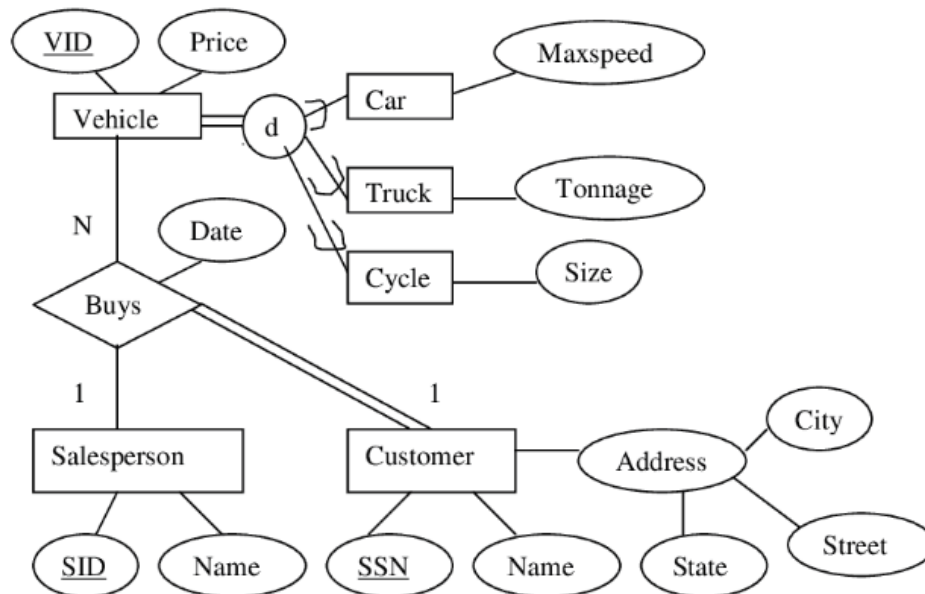 VID
Price
Maxspeed
Vehicle
d
Car
Truck
Tonnage
N
Date
Cycle
Size
Buys
1
1
City
Salesperson
Customer
Address
SID
Name
SSN
Name
State
Street